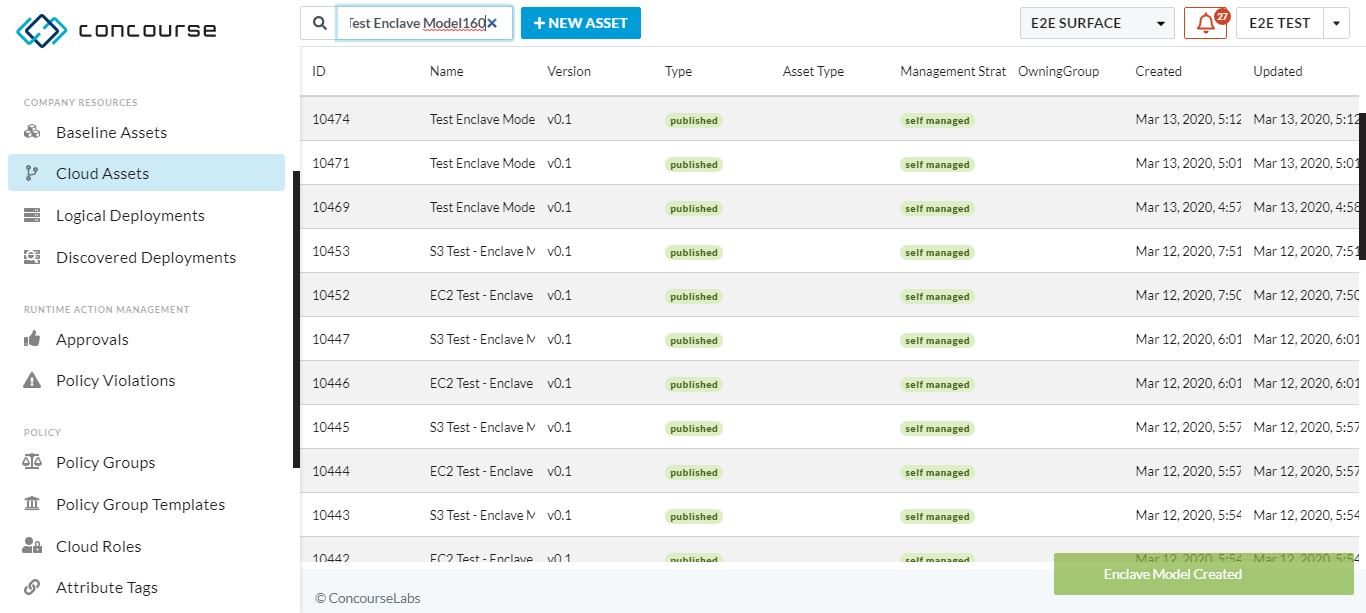 concourse
Test Enclave Model160
NEW ASSET
E2E SURFACE
27
E2E TEST
COMPANY RESOURCES
Baseline Assets
Cloud Assets
Logical Deployments
Discovered Deployments
RUNTIME ACTION MANAGEMENT
Approvals
Policy Violations
POLICY
Policy Groups
Policy Group Templates
Cloud Roles
Attribute Tags
ID Name Version Type Asset Type Management Strat OwningGroup Created Updated
10474 Test Enclave Mode v0.1 published self managed Mar 13, 2020, 5:12 Mar 13, 2020, 5:12
10471 Test Enclave Mode v0.1 published self managed Mar 13, 2020, 5:01 Mar 13, 2020, 5:01
10469 Test Enclave Mode v0.1 published self managed Mar 13, 2020, 4:57 Mar 13, 2020, 4:58
10453 S3 Test - Enclave M v0.1 published self managed Mar 12, 2020, 7:51 Mar 12, 2020, 7:51
10452 EC2 Test - Enclave v0.1 published self managed Mar 12, 2020, 7:50 Mar 12, 2020, 7:50
10447 S3 Test - Enclave M v0.1 published self managed Mar 12, 2020, 6:01 Mar 12, 2020, 6:01
10446 EC2 Test - Enclave v0.1 published self managed Mar 12, 2020, 6:01 Mar 12, 2020, 6:01
10445 S3 Test - Enclave M v0.1 published self managed Mar 12, 2020, 5:57 Mar 12, 2020, 5:57
10444 EC2 Test - Enclave v0.1 published self managed Mar 12, 2020, 5:57 Mar 12, 2020, 5:57
10443 S3 Test - Enclave M v0.1 published self managed Mar 12, 2020, 5:54 Mar 12, 2020, 5:54
10442 EC2 Test - Enclave v0.1 published self managed Mar 12, 2020, 5:54 Mar 12, 2020, 5:54
Enclave Model Created
© ConcourseLabs